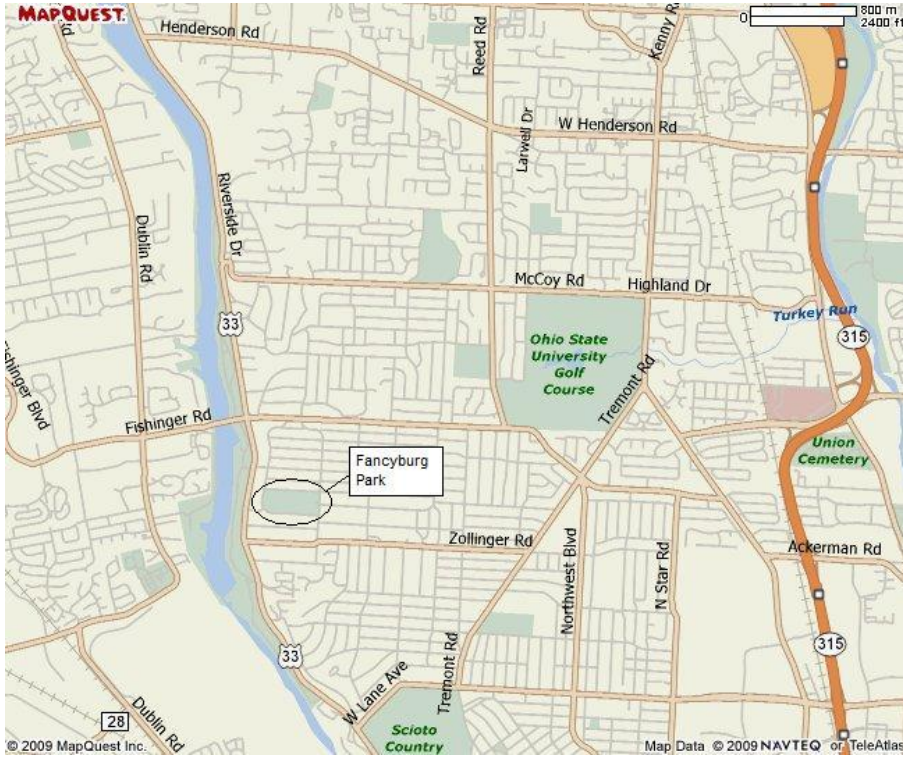 MAPQUEST.
800 m
0
2400 ft
Henderson Rd
Reed Rd
Kenny Rd
Larwell Dr
W Henderson Rd
Riverside Dr
Dublin Rd
McCoy Rd
Highland Dr
Turkey Run
33
315
Ohio State
University
Golf
Course
Tremont Rd
Fishinger Blvd
Fishinger Rd
Fancyburg
Park
Union
Cemetery
Zollinger Rd
Ackerman Rd
Northwest Blvd
N Star Rd
315
33
Tremont Rd
W Lane Ave
28
Dublin Rd
Scioto
Country
© 2009 MapQuest Inc.
Map Data © 2009 NAVTEQ or TeleAtlas